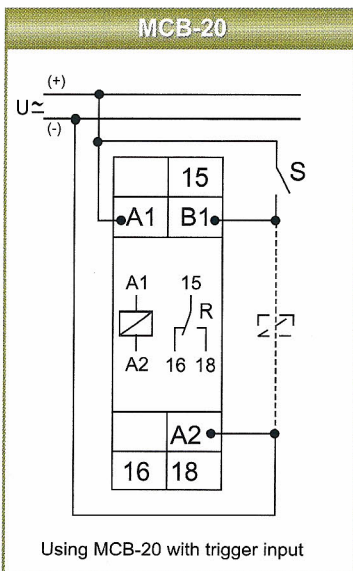 MCB-20
(+)
U≂
(-)
S
15
A1 B1
A1 15
R
A2 16 18
A2
16 18
Using MCB-20 with trigger input